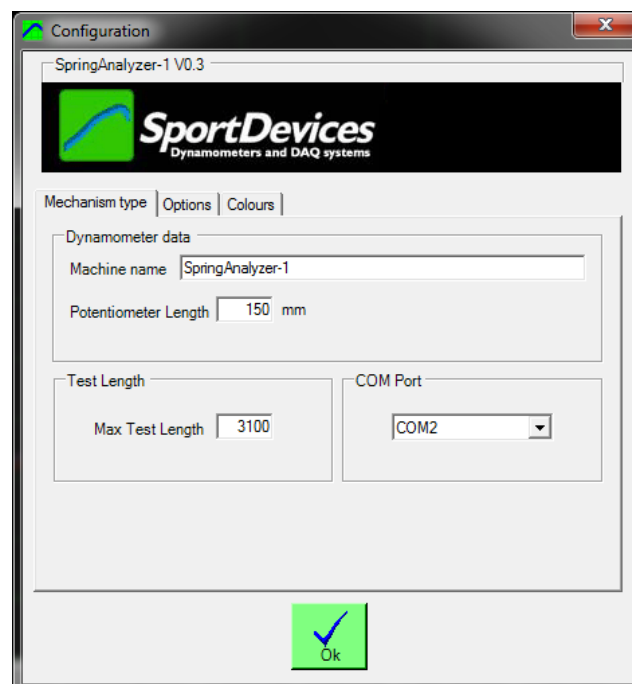 Configuration
x
SpringAnalyzer-1 V0.3
SportDevices
Dynamometers and DAQ systems
Mechanism type Options Colours
Dynamometer data
Machine name SpringAnalyzer-1
Potentiometer Length 150 mm
Test Length COM Port
Max Test Length 3100 COM2
Ok